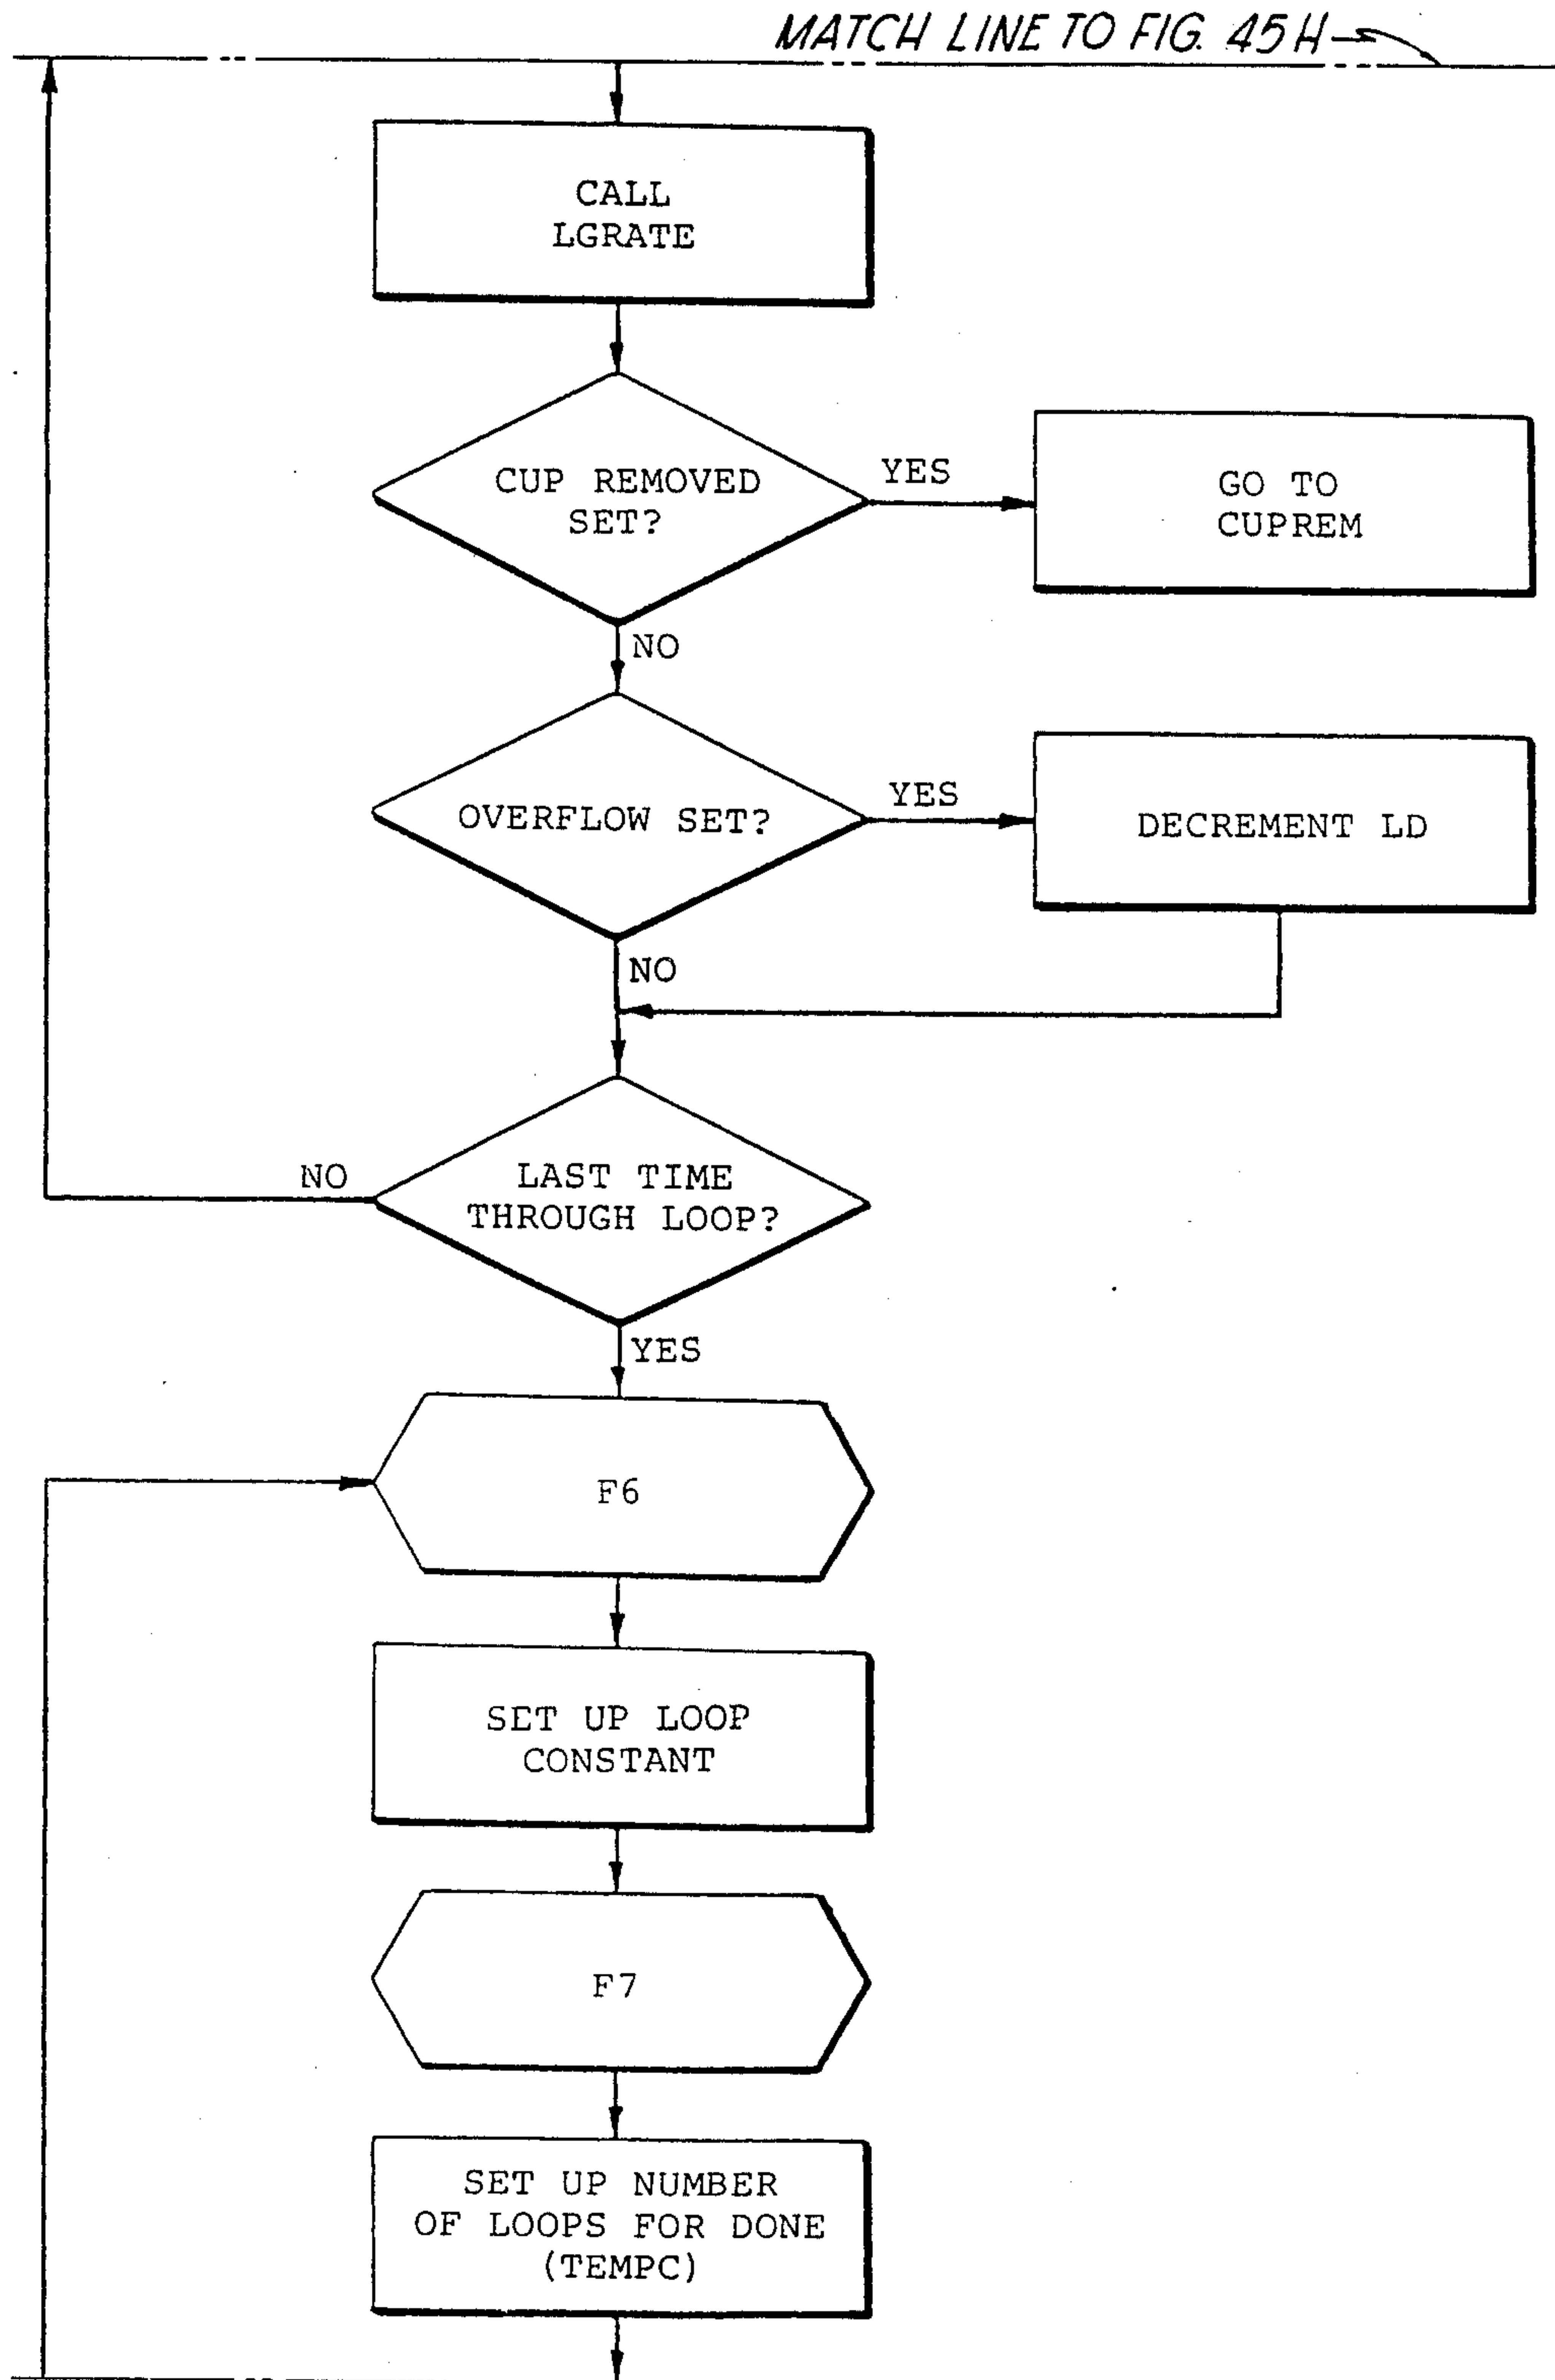 MATCH LINE TO FIG. 45H
CALL
LGRATE
CUP REMOVED
SET?
YES
GO TO
CUPREM
NO
OVERFLOW SET?
YES
DECREMENT LD
NO
LAST TIME
THROUGH LOOP?
NO
YES
F6
SET UP LOOP
CONSTANT
F7
SET UP NUMBER
OF LOOPS FOR DONE
(TEMPC)